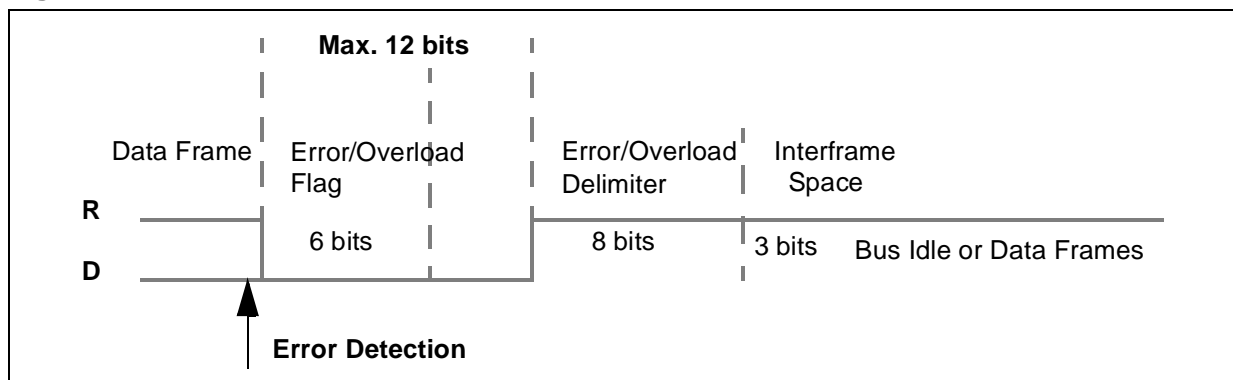 Max. 12 bits
Data Frame
Error/Overload
Flag
Error/Overload
Delimiter
Interframe
Space
R
6 bits
8 bits
3 bits
Bus Idle or Data Frames
D
Error Detection